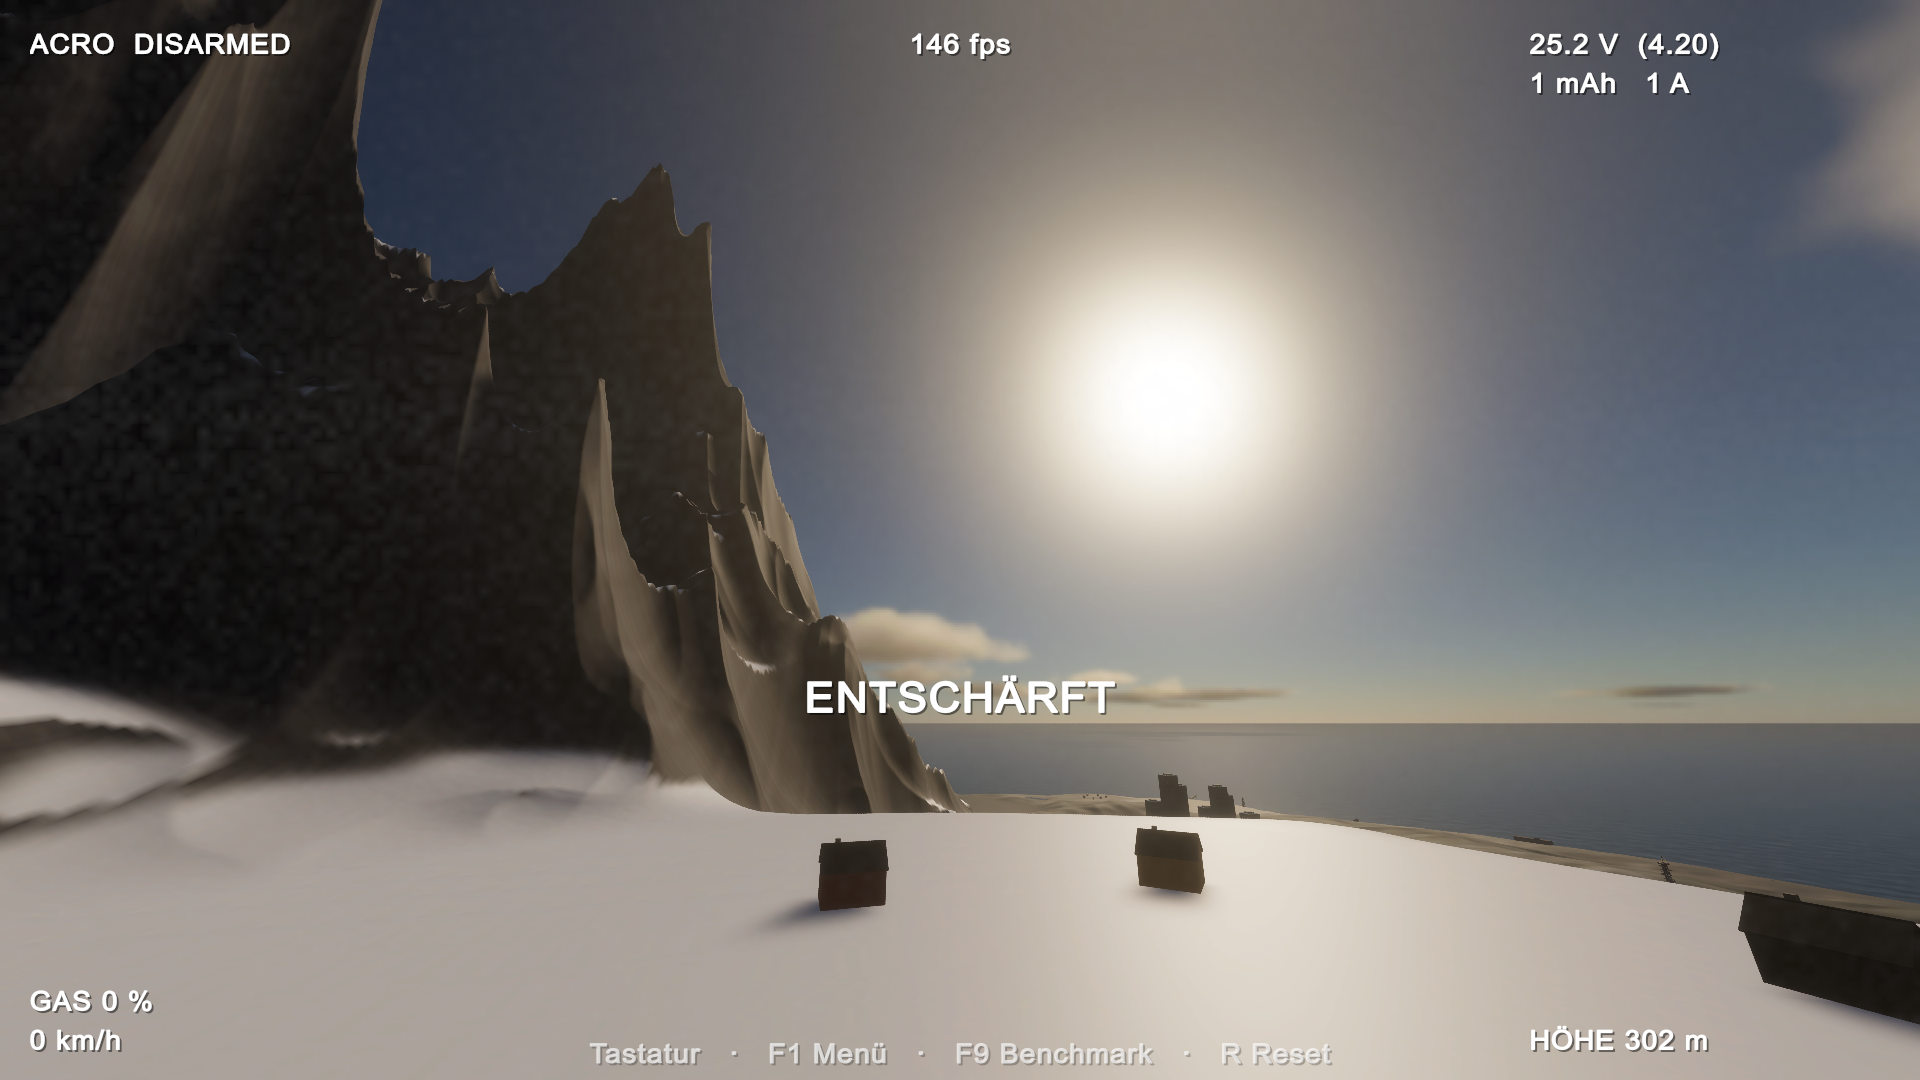 ACRO DISARMED
146 fps
25.2 V (4.20)
1 mAh 1 A
ENTSCHÄRFT
GAS 0 %
0 km/h
Tastatur · F1 Menü · F9 Benchmark · R Reset
HÖHE 302 m